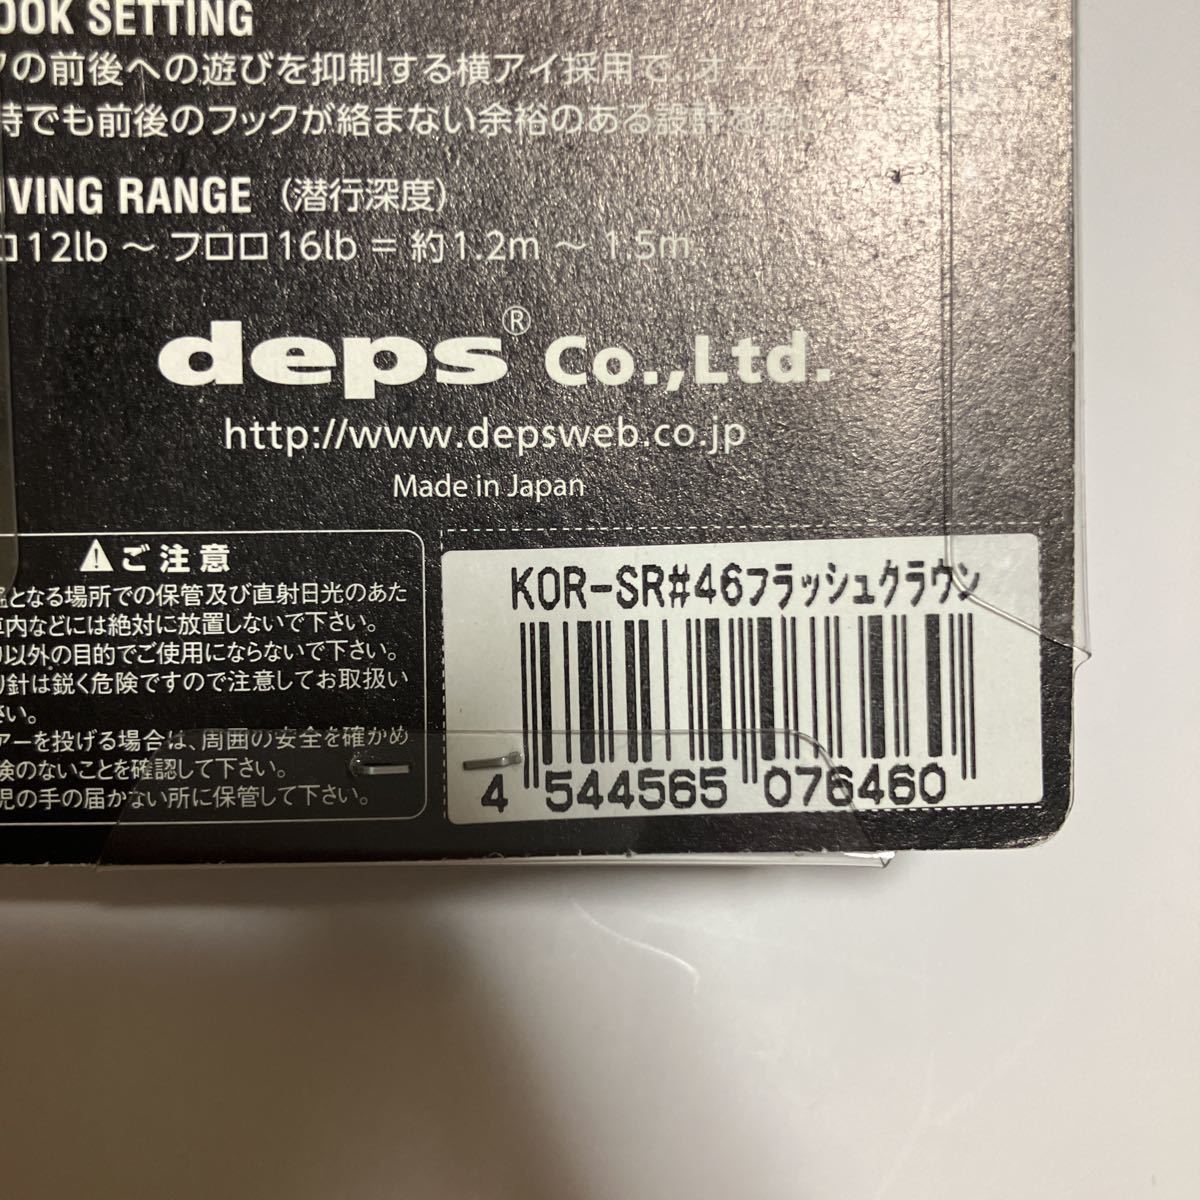 OOK SETTING
の前後への遊びを抑制する横アイ採用で、オー
時でも前後のフックが絡まない余裕のある設計を
IVING RANGE （潜行深度）
ロ12lb ～ フロロ16lb = 約1.2m ～ 1.5m
deps® Co.,Ltd.
http://www.depsweb.co.jp
Made in Japan
ご注意
温となる場所での保管及び直射日光のあた
車内などには絶対に放置しないで下さい。
り以外の目的でご使用にならないで下さい。
り針は鋭く危険ですので注意してお取扱い
さい。
アーを投げる場合は、周囲の安全を確かめ
険のないことを確認して下さい。
児の手の届かない所に保管して下さい。
KOR-SR#46フラッシュクラウン
4 544565 076460